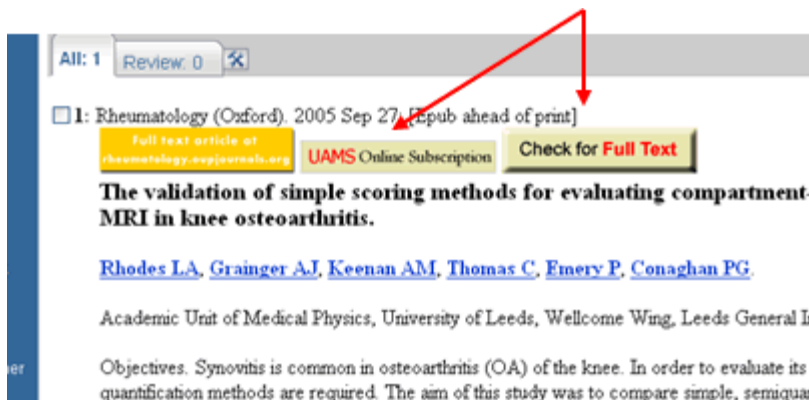 All: 1 Review: 0
1: Rheumatology (Oxford). 2005 Sep 27; [Epub ahead of print]
Full text article at
rheumatology.oupjournals.org
UAMS Online Subscription
Check for Full Text
The validation of simple scoring methods for evaluating compartment-
MRI in knee osteoarthritis.
Rhodes LA, Grainger AJ, Keenan AM, Thomas C, Emery P, Conaghan PG.
Academic Unit of Medical Physics, University of Leeds, Wellcome Wing, Leeds General I
Objectives. Synovitis is common in osteoarthritis (OA) of the knee. In order to evaluate its
quantification methods are required. The aim of this study was to compare simple, semiqua